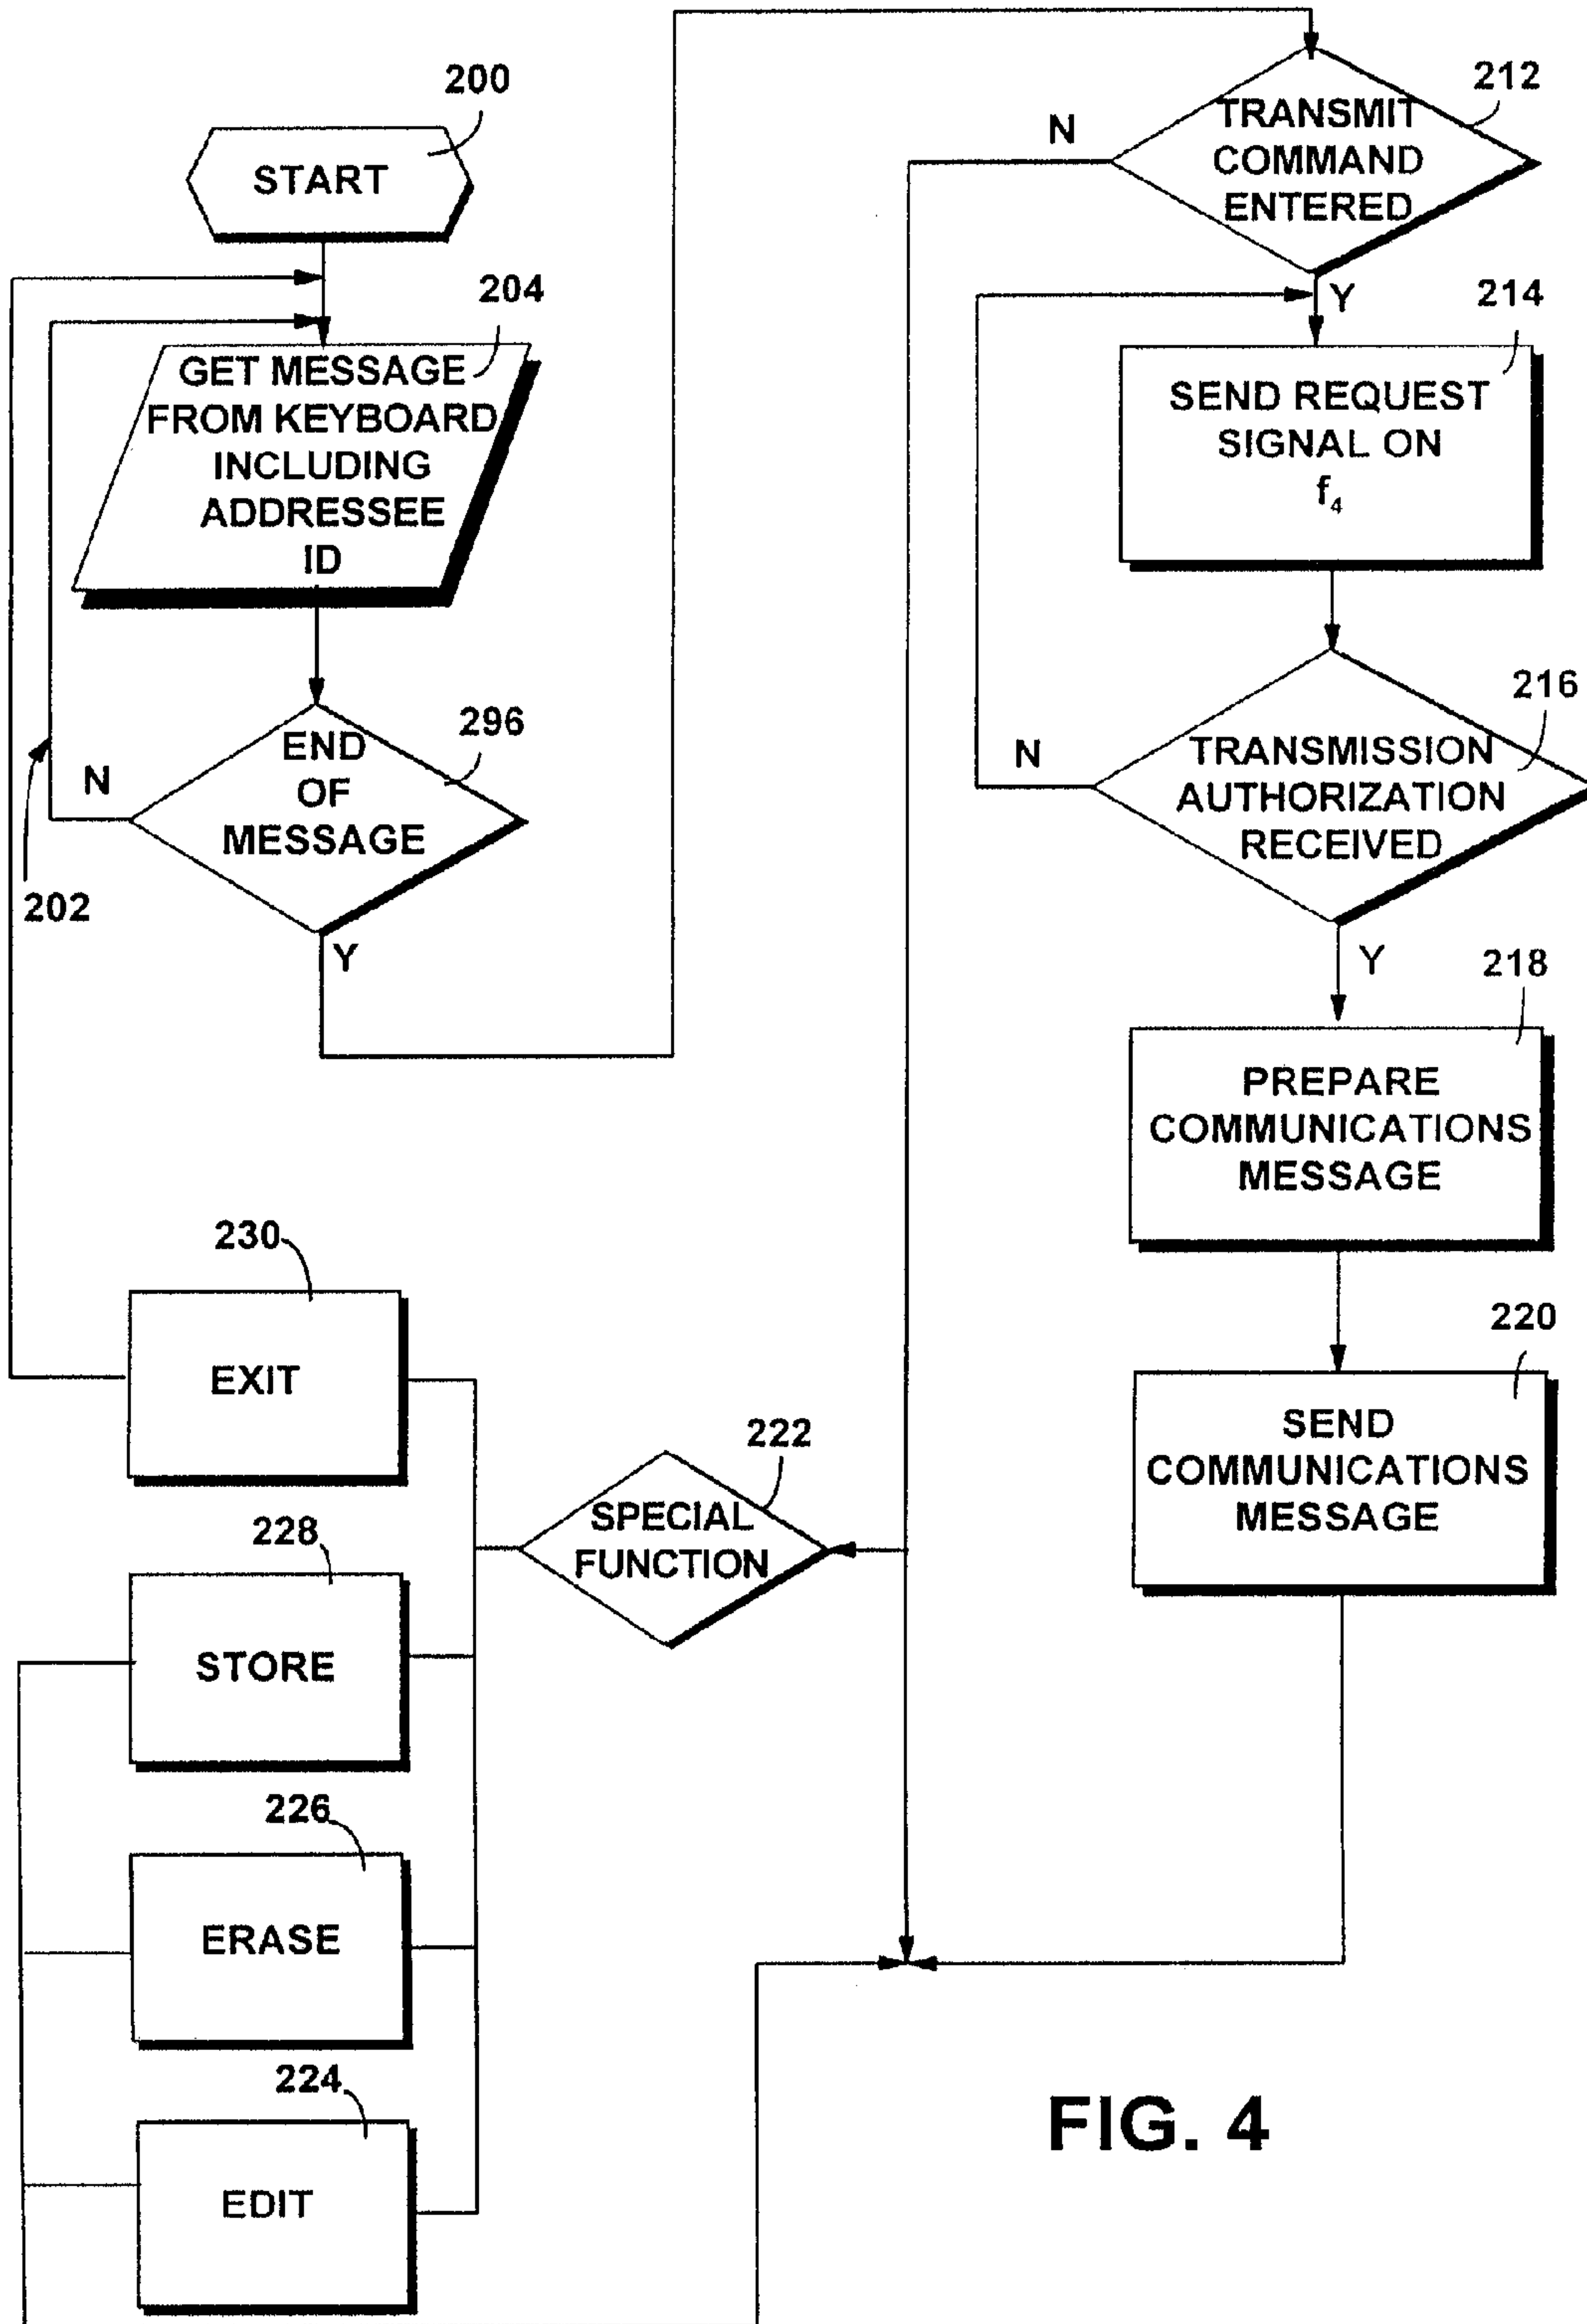 200
START
204
GET MESSAGE
FROM KEYBOARD
INCLUDING
ADDRESSEE
ID
296
END
OF
MESSAGE
N
202
Y
212
TRANSMIT
COMMAND
ENTERED
N
Y
214
SEND REQUEST
SIGNAL ON
f₄
216
TRANSMISSION
AUTHORIZATION
RECEIVED
N
Y
218
PREPARE
COMMUNICATIONS
MESSAGE
220
SEND
COMMUNICATIONS
MESSAGE
222
SPECIAL
FUNCTION
230
EXIT
228
STORE
226
ERASE
224
EDIT
FIG. 4